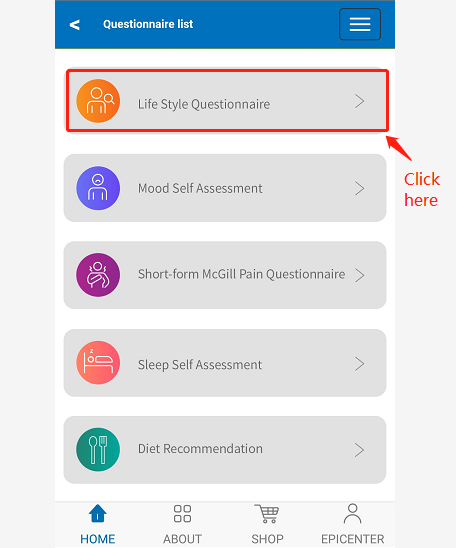 < Questionnaire list
Life Style Questionnaire
Click
here
Mood Self Assessment
Short-form McGill Pain Questionnaire
z
Sleep Self Assessment
Diet Recommendation
HOME ABOUT SHOP EPICENTER